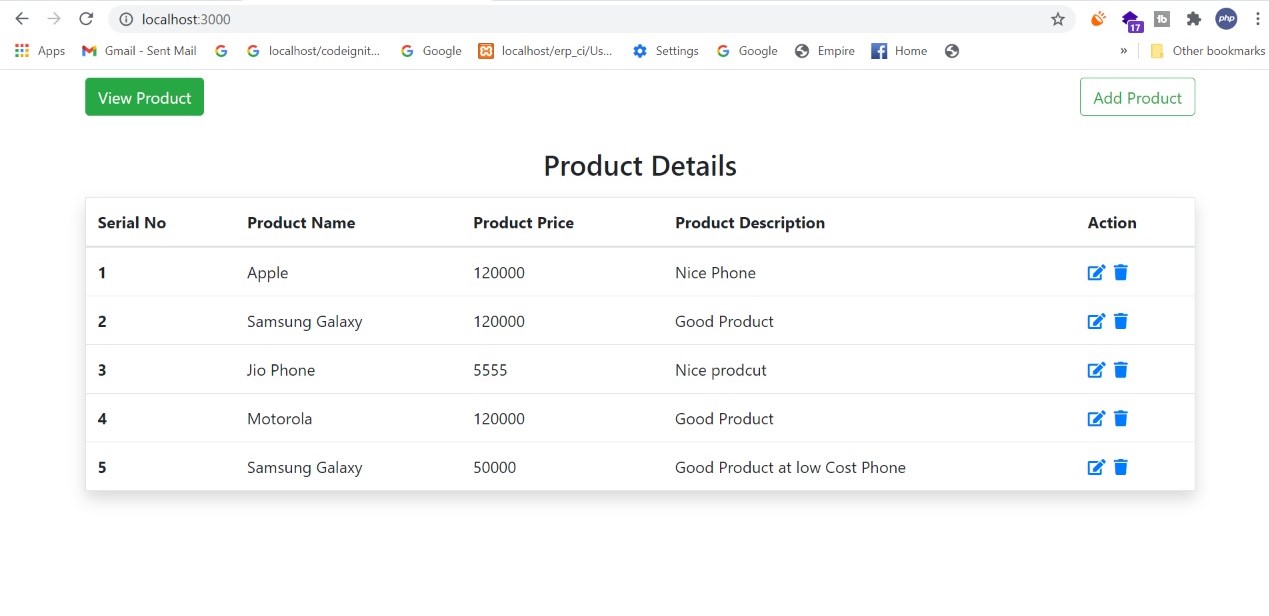 localhost:3000
17
fb
php
Apps Gmail - Sent Mail localhost/codeignit... Google localhost/erp_ci/Us... Settings Google Empire Home » Other bookmarks
View Product Add Product
Product Details
Serial No Product Name Product Price Product Description Action
1 Apple 120000 Nice Phone
2 Samsung Galaxy 120000 Good Product
3 Jio Phone 5555 Nice prodcut
4 Motorola 120000 Good Product
5 Samsung Galaxy 50000 Good Product at low Cost Phone